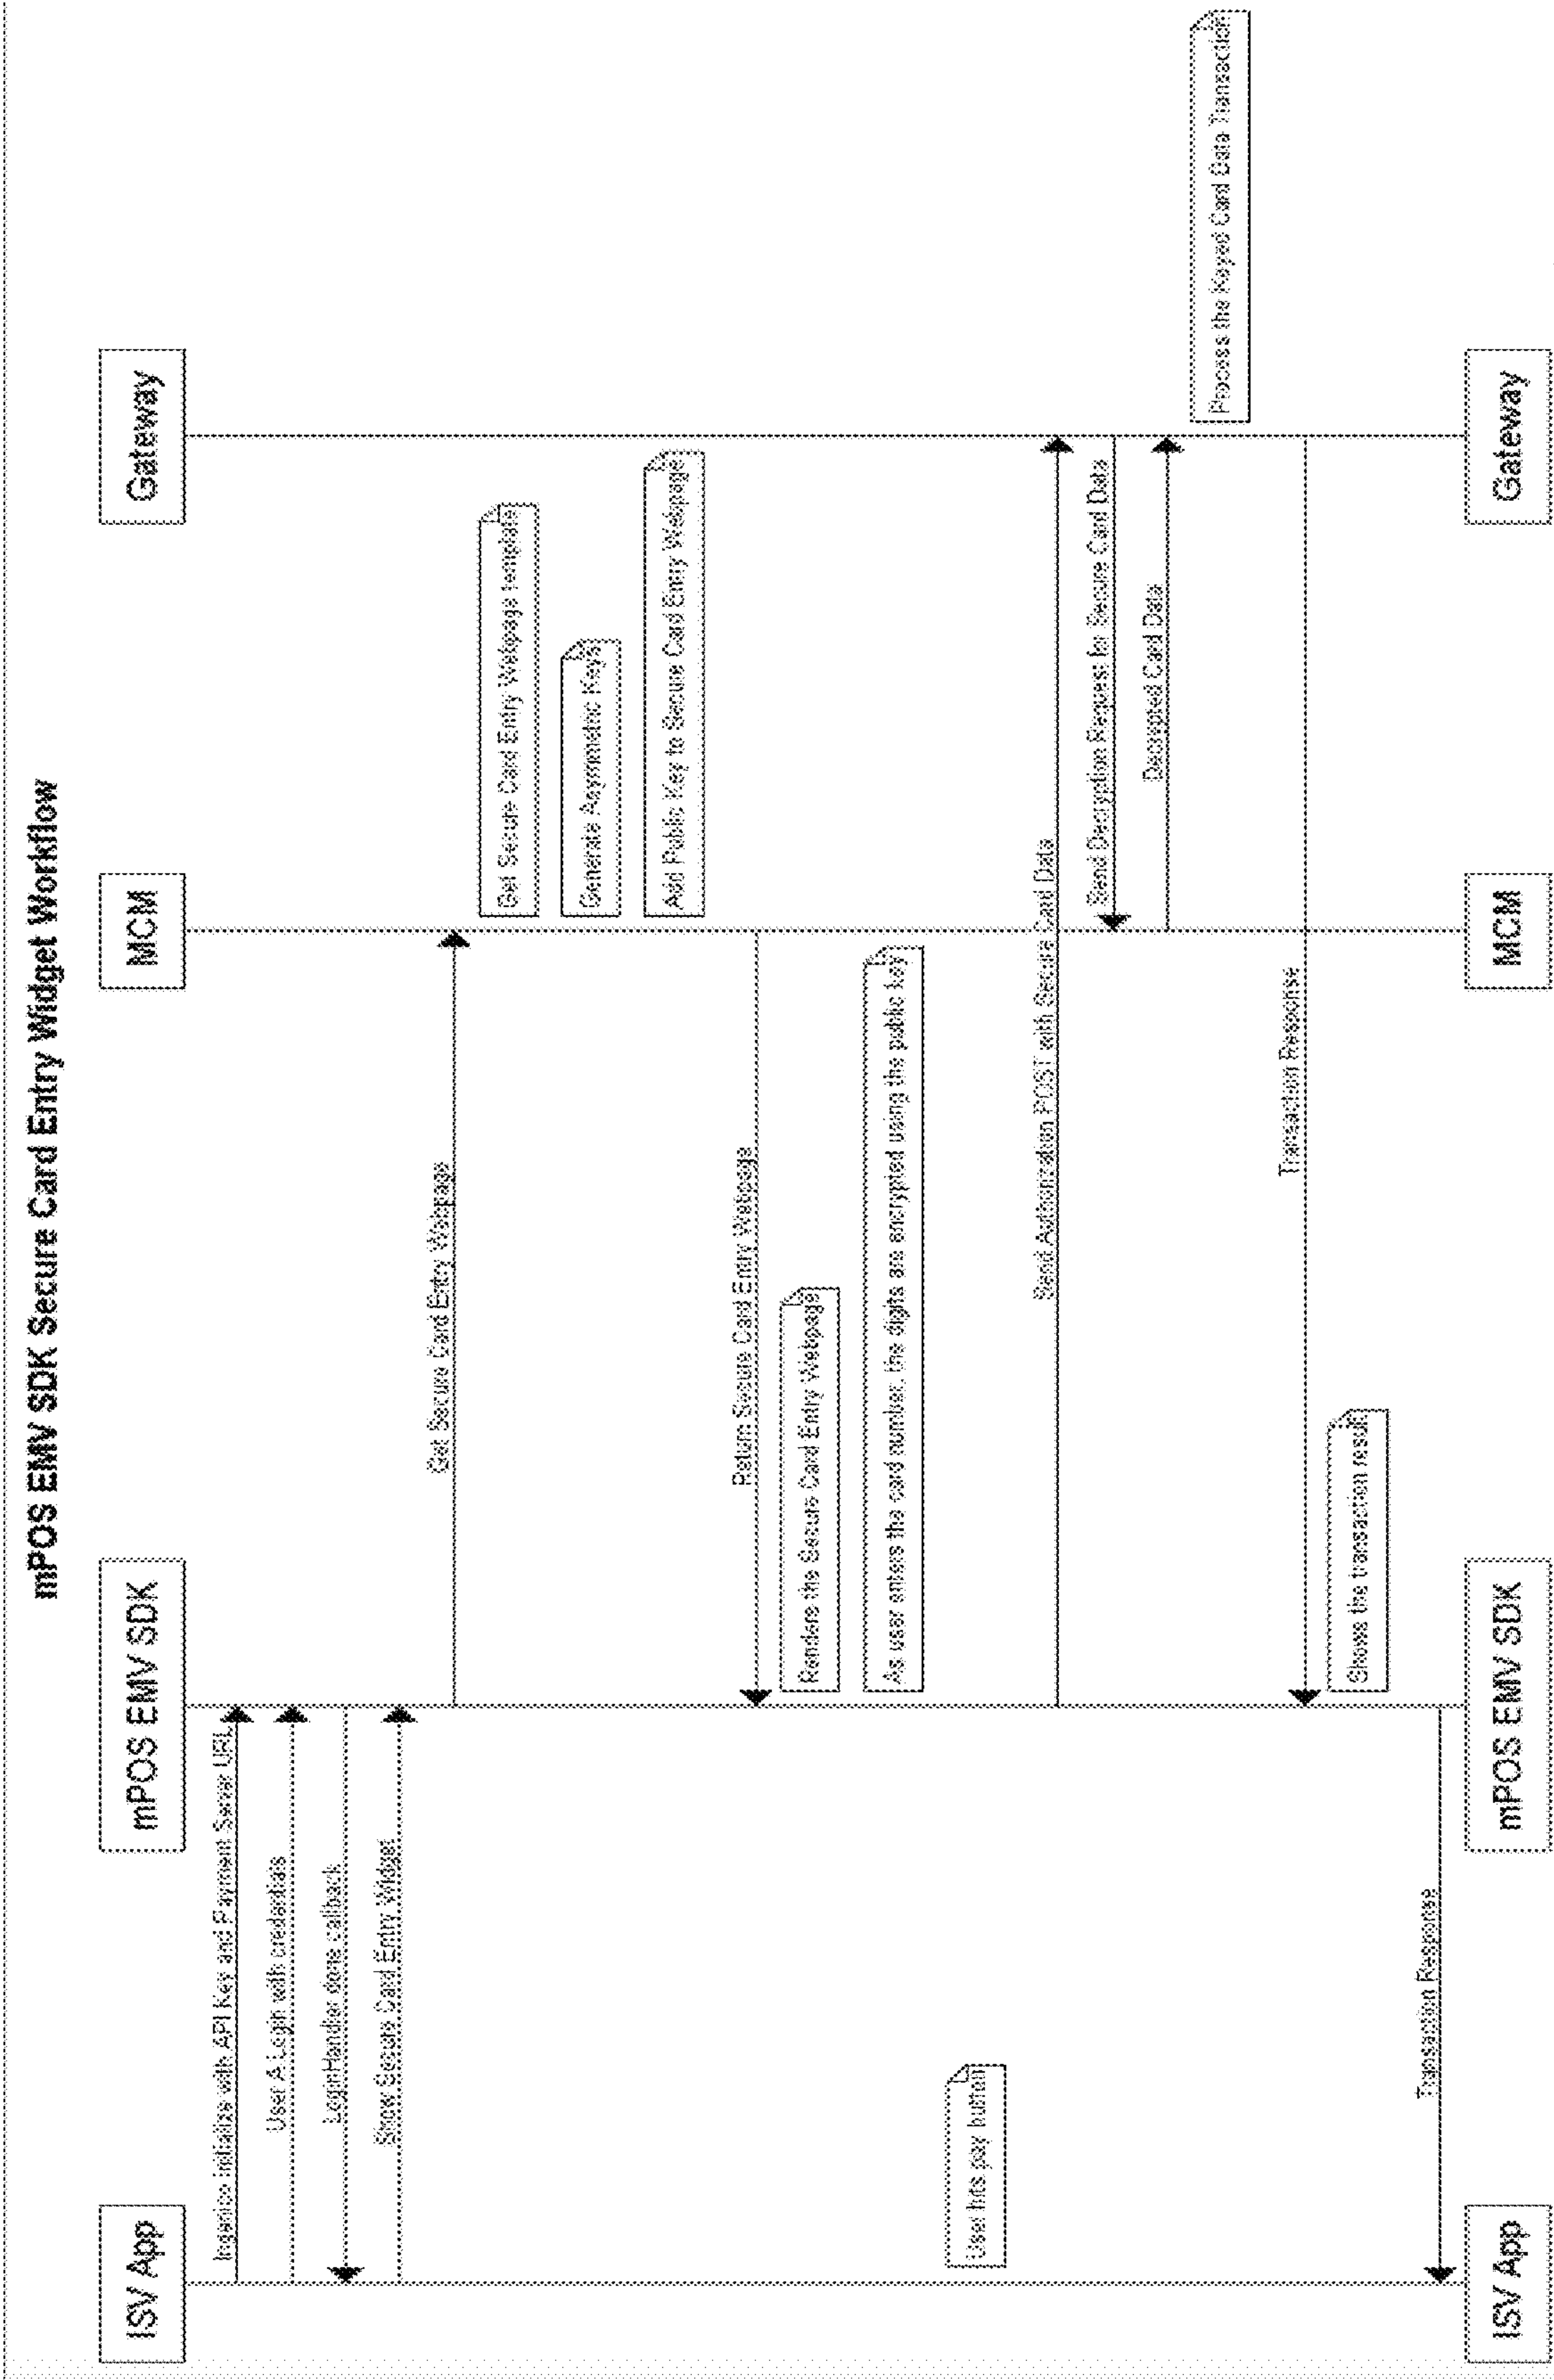 mPOS EMV SDK Secure Card Entry Widget Workflow
ISV App
mPOS EMV SDK
MCM
Gateway
Ingenico Initialize with API Key and Payment Server URL
User A Login with credentials
LoginHandler done callback
Show Secure Card Entry Widget
Get Secure Card Entry Webpage
Get Secure Card Entry Webpage template
Generate Asymmetric Keys
Add Public Key to Secure Card Entry Webpage
Return Secure Card Entry Webpage
Renders the Secure Card Entry Webpage
As user enters the card number, the digits are encrypted using the public key
User hits pay button
Send Authorization POST with Secure Card Data
Send Decryption Request for Secure Card Data
Decrypted Card Data
Process the Keyed Card Data Transaction
Transaction Response
Shows the transaction result
Transaction Response
ISV App
mPOS EMV SDK
MCM
Gateway